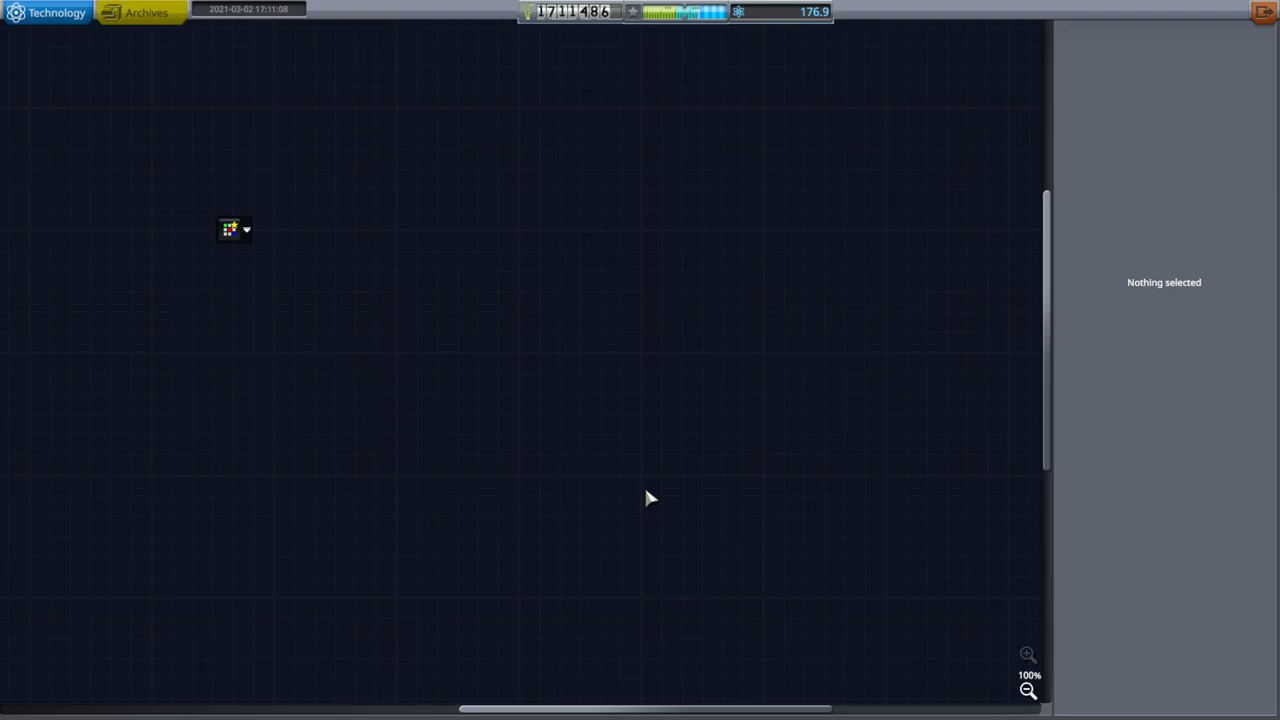 Technology
Archives
2021-03-02 17:11:08
1711486
176.9
Nothing selected
100%